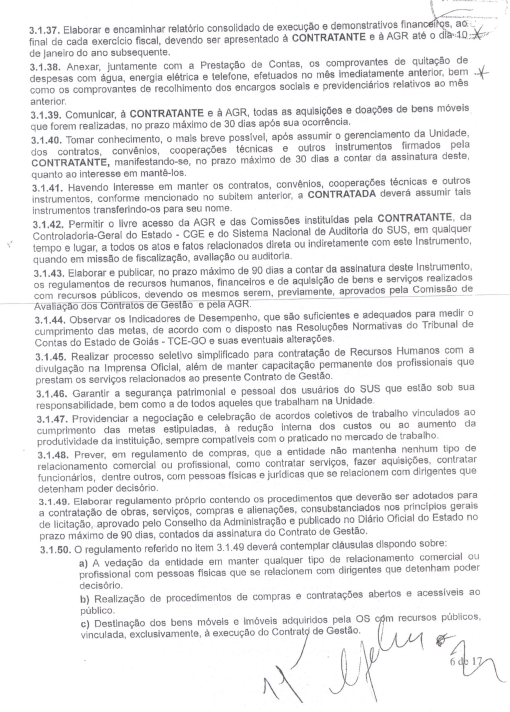 3.1.37. Elaborar e encaminhar relatório consolidado de execução e demonstrativos financeiros, ao
final de cada exercício fiscal, devendo ser apresentado à CONTRATANTE e à AGR até o dia 10
de janeiro do ano subsequente.
3.1.38. Anexar, juntamente com a Prestação de Contas, os comprovantes de quitação de
despesas com água, energia elétrica e telefone, efetuados no mês imediatamente anterior, bem
como os comprovantes de recolhimento dos encargos sociais e previdenciários relativos ao mês
anterior.
3.1.39. Comunicar, à CONTRATANTE e à AGR, todas as aquisições e doações de bens móveis
que forem realizadas, no prazo máximo de 30 dias após sua ocorrência.
3.1.40. Tomar conhecimento, o mais breve possível, após assumir o gerenciamento da Unidade,
dos contratos, convênios, cooperações técnicas e outros instrumentos firmados pela
CONTRATANTE, manifestando-se, no prazo máximo de 30 dias a contar da assinatura deste,
quanto ao interesse em mantê-los.
3.1.41. Havendo interesse em manter os contratos, convênios, cooperações técnicas e outros
instrumentos, conforme mencionado no subitem anterior, a CONTRATADA deverá assumir tais
instrumentos transferindo-os para seu nome.
3.1.42. Permitir o livre acesso da AGR e das Comissões instituídas pela CONTRATANTE, da
Controladoria-Geral do Estado - CGE e do Sistema Nacional de Auditoria do SUS, em qualquer
tempo e lugar, a todos os atos e fatos relacionados direta ou indiretamente com este Instrumento,
quando em missão de fiscalização, avaliação ou auditoria.
3.1.43. Elaborar e publicar, no prazo máximo de 90 dias a contar da assinatura deste Instrumento,
os regulamentos de recursos humanos, financeiros e de aquisição de bens e serviços realizados
com recursos públicos, devendo os mesmos serem, previamente, aprovados pela Comissão de
Avaliação dos Contratos de Gestão e pela AGR.
3.1.44. Observar os Indicadores de Desempenho, que são suficientes e adequados para medir o
cumprimento das metas, de acordo com o disposto nas Resoluções Normativas do Tribunal de
Contas do Estado de Goiás - TCE-GO e suas eventuais alterações.
3.1.45. Realizar processo seletivo simplificado para contratação de Recursos Humanos com a
divulgação na Imprensa Oficial, além de manter capacitação permanente dos profissionais que
prestam os serviços relacionados ao presente Contrato de Gestão.
3.1.46. Garantir a segurança patrimonial e pessoal dos usuários do SUS que estão sob sua
responsabilidade, bem como a de todos aqueles que trabalham na Unidade.
3.1.47. Providenciar a negociação e celebração de acordos coletivos de trabalho vinculados ao
cumprimento das metas estipuladas, à redução interna dos custos ou ao aumento da
produtividade da instituição, sempre compatíveis com o praticado no mercado de trabalho.
3.1.48. Prever, em regulamento de compras, que a entidade não mantenha nenhum tipo de
relacionamento comercial ou profissional, como contratar serviços, fazer aquisições, contratar
funcionários, dentre outros, com pessoas físicas e jurídicas que se relacionem com dirigentes que
detenham poder decisório.
3.1.49. Elaborar regulamento próprio contendo os procedimentos que deverão ser adotados para
a contratação de obras, serviços, compras e alienações, consubstanciados nos princípios gerais
de licitação, aprovado pelo Conselho da Administração e publicado no Diário Oficial do Estado no
prazo máximo de 90 dias, contados da assinatura do Contrato de Gestão.
3.1.50. O regulamento referido no item 3.1.49 deverá contemplar cláusulas dispondo sobre:
a) A vedação da entidade em manter qualquer tipo de relacionamento comercial ou
profissional com pessoas físicas que se relacionem com dirigentes que detenham poder
decisório.
b) Realização de procedimentos de compras e contratações abertos e acessíveis ao
público.
c) Destinação dos bens móveis e imóveis adquiridos pela OS com recursos públicos,
vinculada, exclusivamente, à execução do Contrato de Gestão.
6 de 17